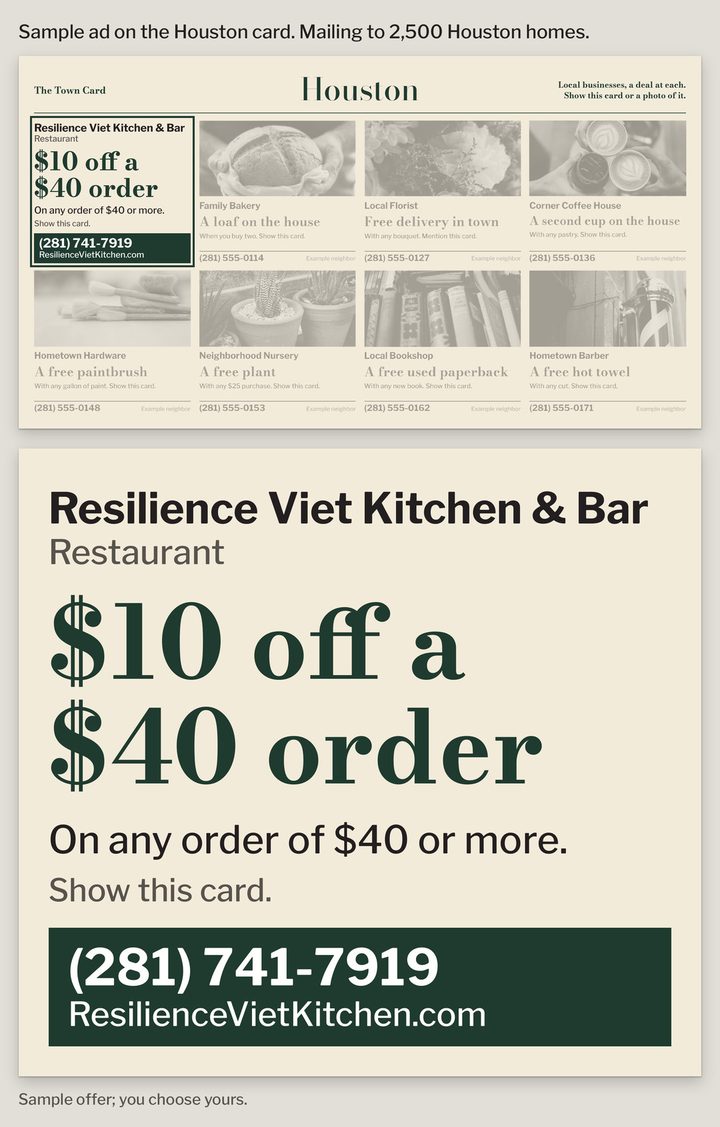 Sample ad on the Houston card. Mailing to 2,500 Houston homes.
The Town Card
Houston
Local businesses, a deal at each.
Show this card or a photo of it.
Resilience Viet Kitchen & Bar
Restaurant
$10 off a
$40 order
On any order of $40 or more.
Show this card.
(281) 741-7919
ResilienceVietKitchen.com
Family Bakery
A loaf on the house
When you buy two. Show this card.
(281) 555-0114
Example neighbor
Local Florist
Free delivery in town
With any bouquet. Mention this card.
(281) 555-0127
Example neighbor
Corner Coffee House
A second cup on the house
With any pastry. Show this card.
(281) 555-0136
Example neighbor
Hometown Hardware
A free paintbrush
With any gallon of paint. Show this card.
(281) 555-0148
Example neighbor
Neighborhood Nursery
A free plant
With any $25 purchase. Show this card.
(281) 555-0153
Example neighbor
Local Bookshop
A free used paperback
With any new book. Show this card.
(281) 555-0162
Example neighbor
Hometown Barber
A free hot towel
With any cut. Show this card.
(281) 555-0171
Example neighbor
Resilience Viet Kitchen & Bar
Restaurant
$10 off a
$40 order
On any order of $40 or more.
Show this card.
(281) 741-7919
ResilienceVietKitchen.com
Sample offer; you choose yours.